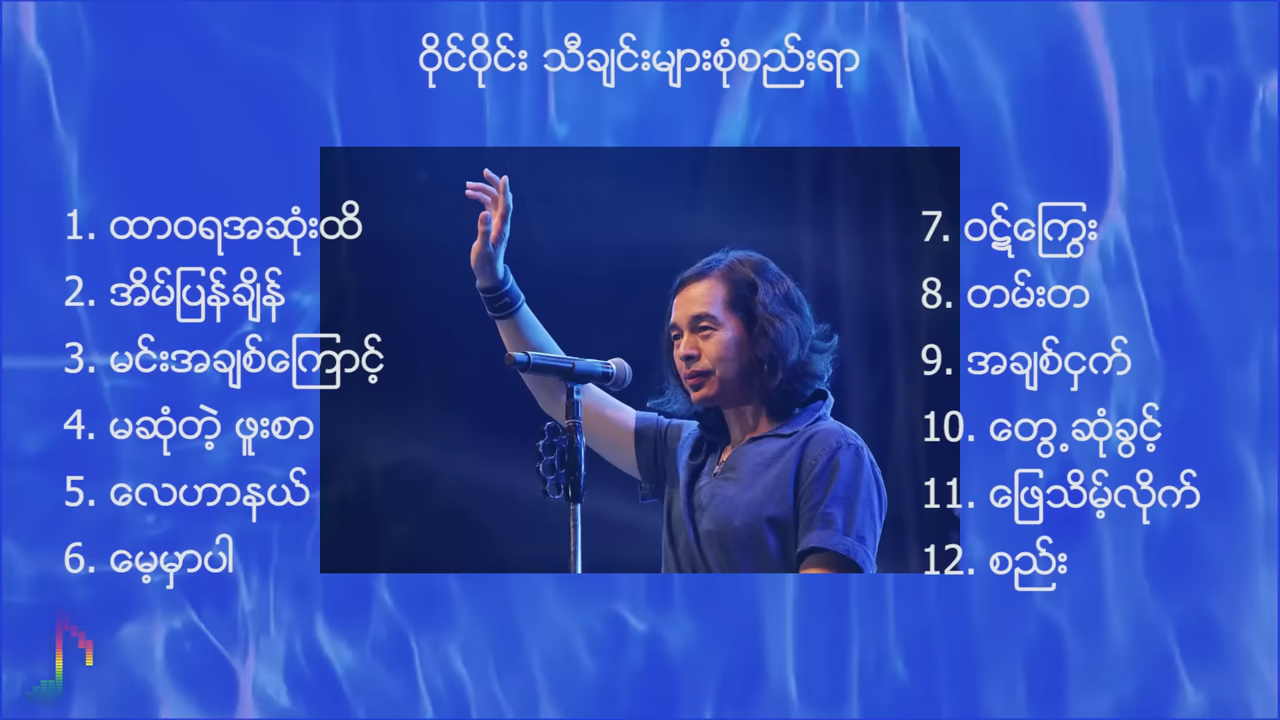 ဝိုင်ဝိုင်း သီချင်းများစုံစည်းရာ
1. ထာဝရအဆုံးထိ
2. အိမ်ပြန်ချိန်
3. မင်းအချစ်ကြောင့်
4. မဆုံတဲ့ ဖူးစာ
5. လေဟာနယ်
6. မေ့မှာပါ
7. ဝဋ်ကြွေး
8. တမ်းတ
9. အချစ်ငှက်
10. တွေ့ဆုံခွင့်
11. ဖြေသိမ့်လိုက်
12. စည်း